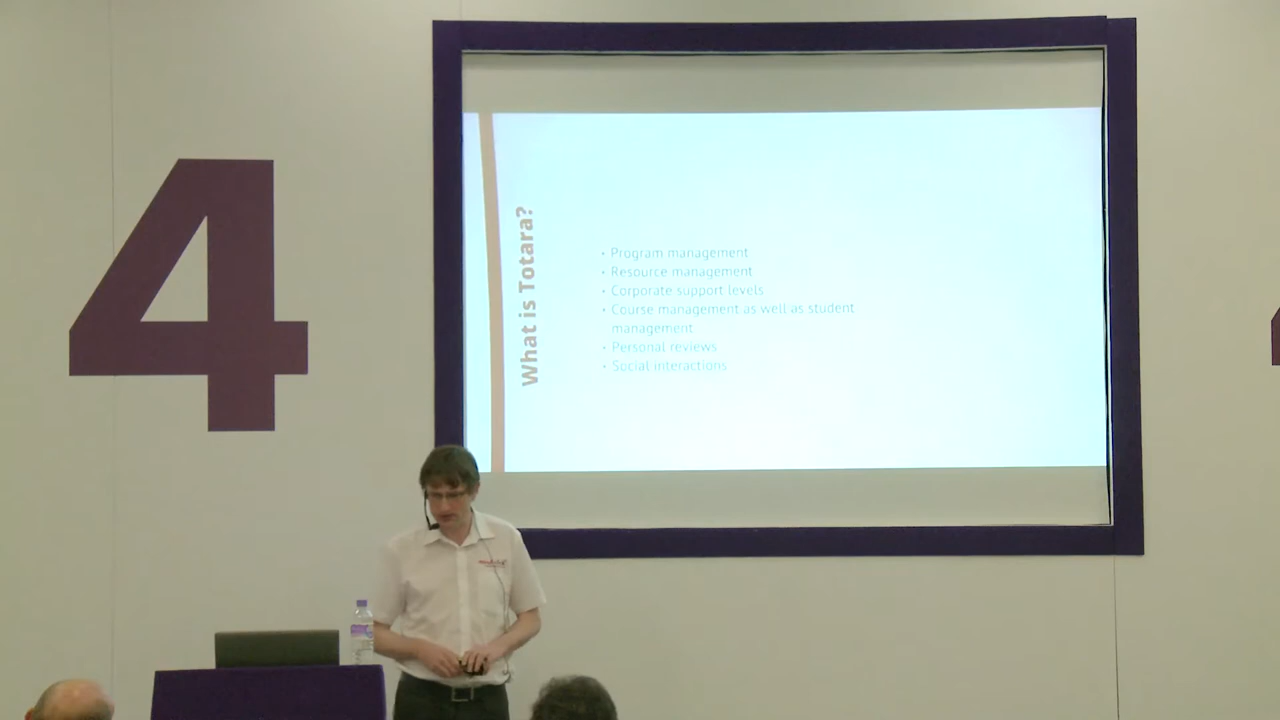 4
What is Totara?
• Program management
• Resource management
• Corporate support levels
• Course management as well as student
management
• Personal reviews
• Social interactions